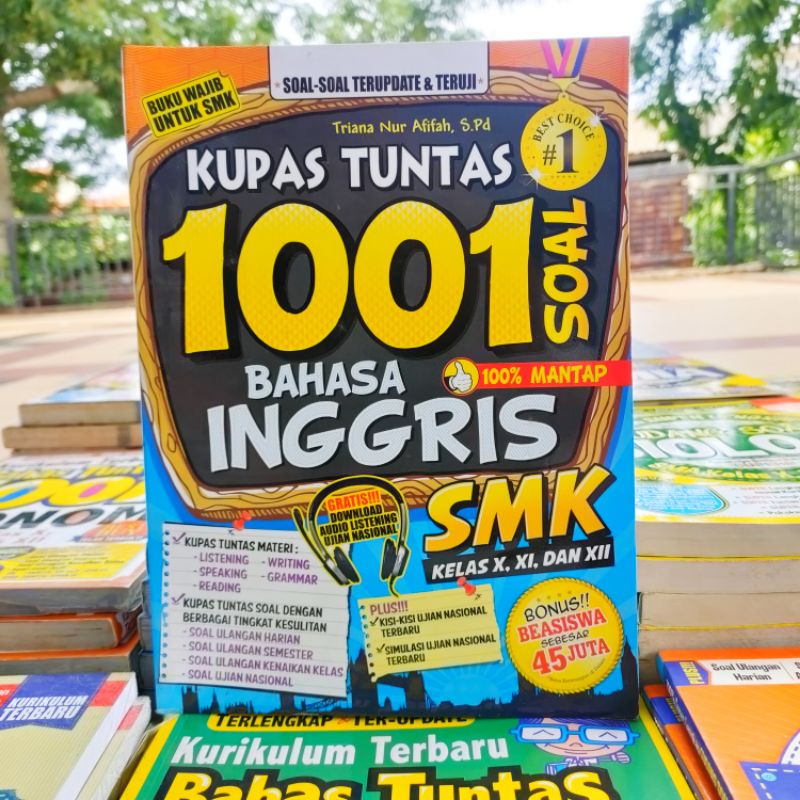 SOAL-SOAL TERUPDATE & TERUJI
BUKU WAJIB
UNTUK SMK
Triana Nur Afifah, S.Pd
BEST CHOICE
#1
KUPAS TUNTAS
1001
SOAL
BAHASA
INGGRIS
100% MANTAP
SMK
KELAS X, XI, DAN XII
GRATIS!!!
DOWNLOAD
AUDIO LISTENING
UJIAN NASIONAL
KUPAS TUNTAS MATERI :
- LISTENING - WRITING
- SPEAKING - GRAMMAR
- READING
KUPAS TUNTAS SOAL DENGAN
BERBAGAI TINGKAT KESULITAN
- SOAL ULANGAN HARIAN
- SOAL ULANGAN SEMESTER
- SOAL ULANGAN KENAIKAN KELAS
- SOAL UJIAN NASIONAL
PLUS!!!
KISI-KISI UJIAN NASIONAL
TERBARU
SIMULASI UJIAN NASIONAL
TERBARU
BONUS!!
BEASISWA
SEBESAR
45 JUTA
KURIKULUM
TERBARU
Soal Ulangan
Harian
TERLENGKAP & TER-UPDATE
Kurikulum Terbaru
Bahas Tuntas